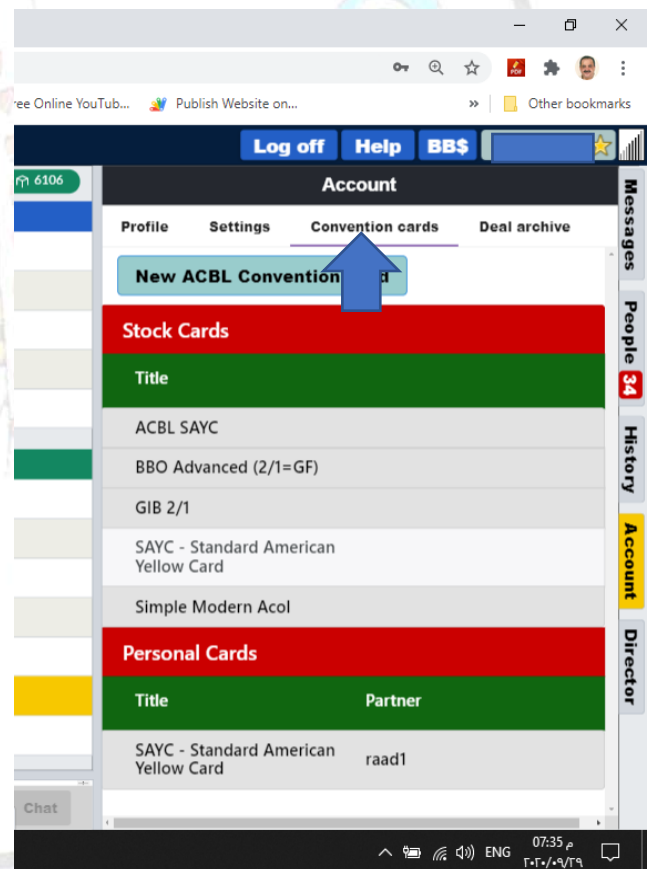 ree Online YouTub...
Publish Website on...
»
Other bookmarks
Log off
Help
BB$
6106
Account
Profile
Settings
Convention cards
Deal archive
New ACBL Convention
Stock Cards
Title
ACBL SAYC
BBO Advanced (2/1=GF)
GIB 2/1
SAYC - Standard American
Yellow Card
Simple Modern Acol
Personal Cards
Title
Partner
SAYC - Standard American
Yellow Card
raad1
Chat
Messages
People 34
History
Account
Director
ENG
07:35 م
٢٠٢٠/٠٩/٢٩